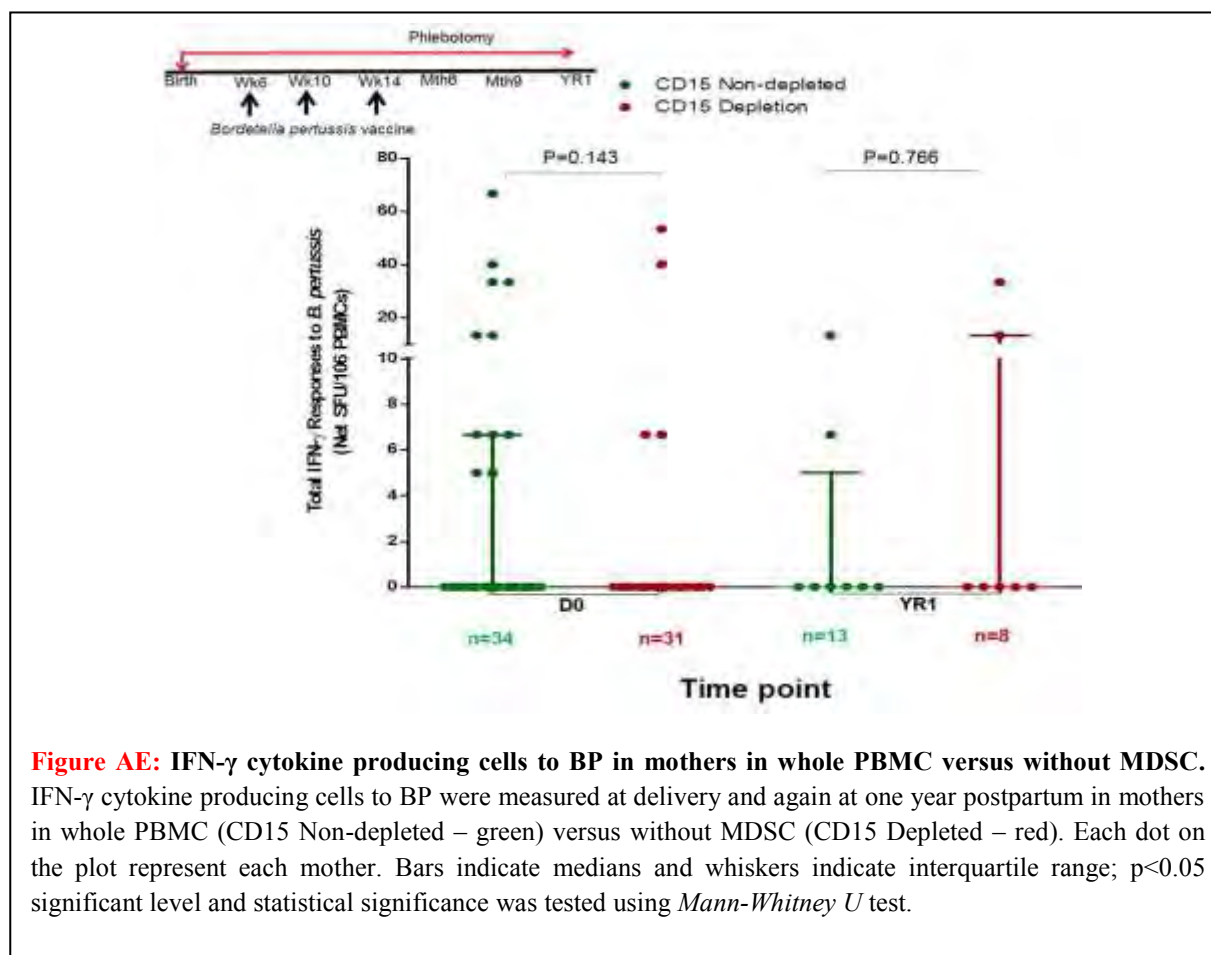 Phlebotomy
Birth Wk6 Wk10 Wk14 Mth6 Mth9 YR1
Bordetella pertussis vaccine
CD15 Non-depleted
CD15 Depletion
P=0.143 P=0.766
80
60
40
20
10
8
6
4
2
0
Total IFN-γ Responses to B. pertussis
(Net SFU/106 PBMCs)
D0 YR1
n=34 n=31 n=13 n=8
Time point
Figure AE: IFN-γ cytokine producing cells to BP in mothers in whole PBMC versus without MDSC.
IFN-γ cytokine producing cells to BP were measured at delivery and again at one year postpartum in mothers
in whole PBMC (CD15 Non-depleted – green) versus without MDSC (CD15 Depleted – red). Each dot on
the plot represent each mother. Bars indicate medians and whiskers indicate interquartile range; p<0.05
significant level and statistical significance was tested using Mann-Whitney U test.